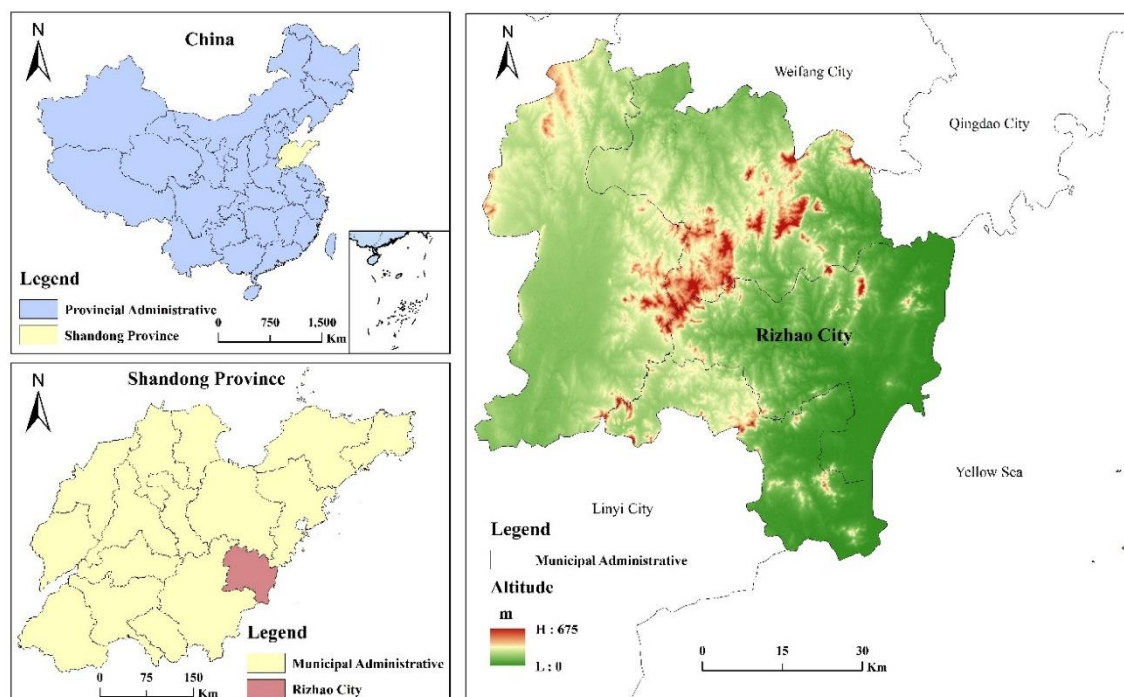 N
China
Legend
Provincial Administrative
Shandong Province
0 750 1,500
Km
N
Shandong Province
Legend
Municipal Administrative
Rizhao City
0 75 150
Km
N
Weifang City
Qingdao City
Rizhao City
Yellow Sea
Linyi City
Legend
Municipal Administrative
Altitude
m
H : 675
L : 0
0 30
Km